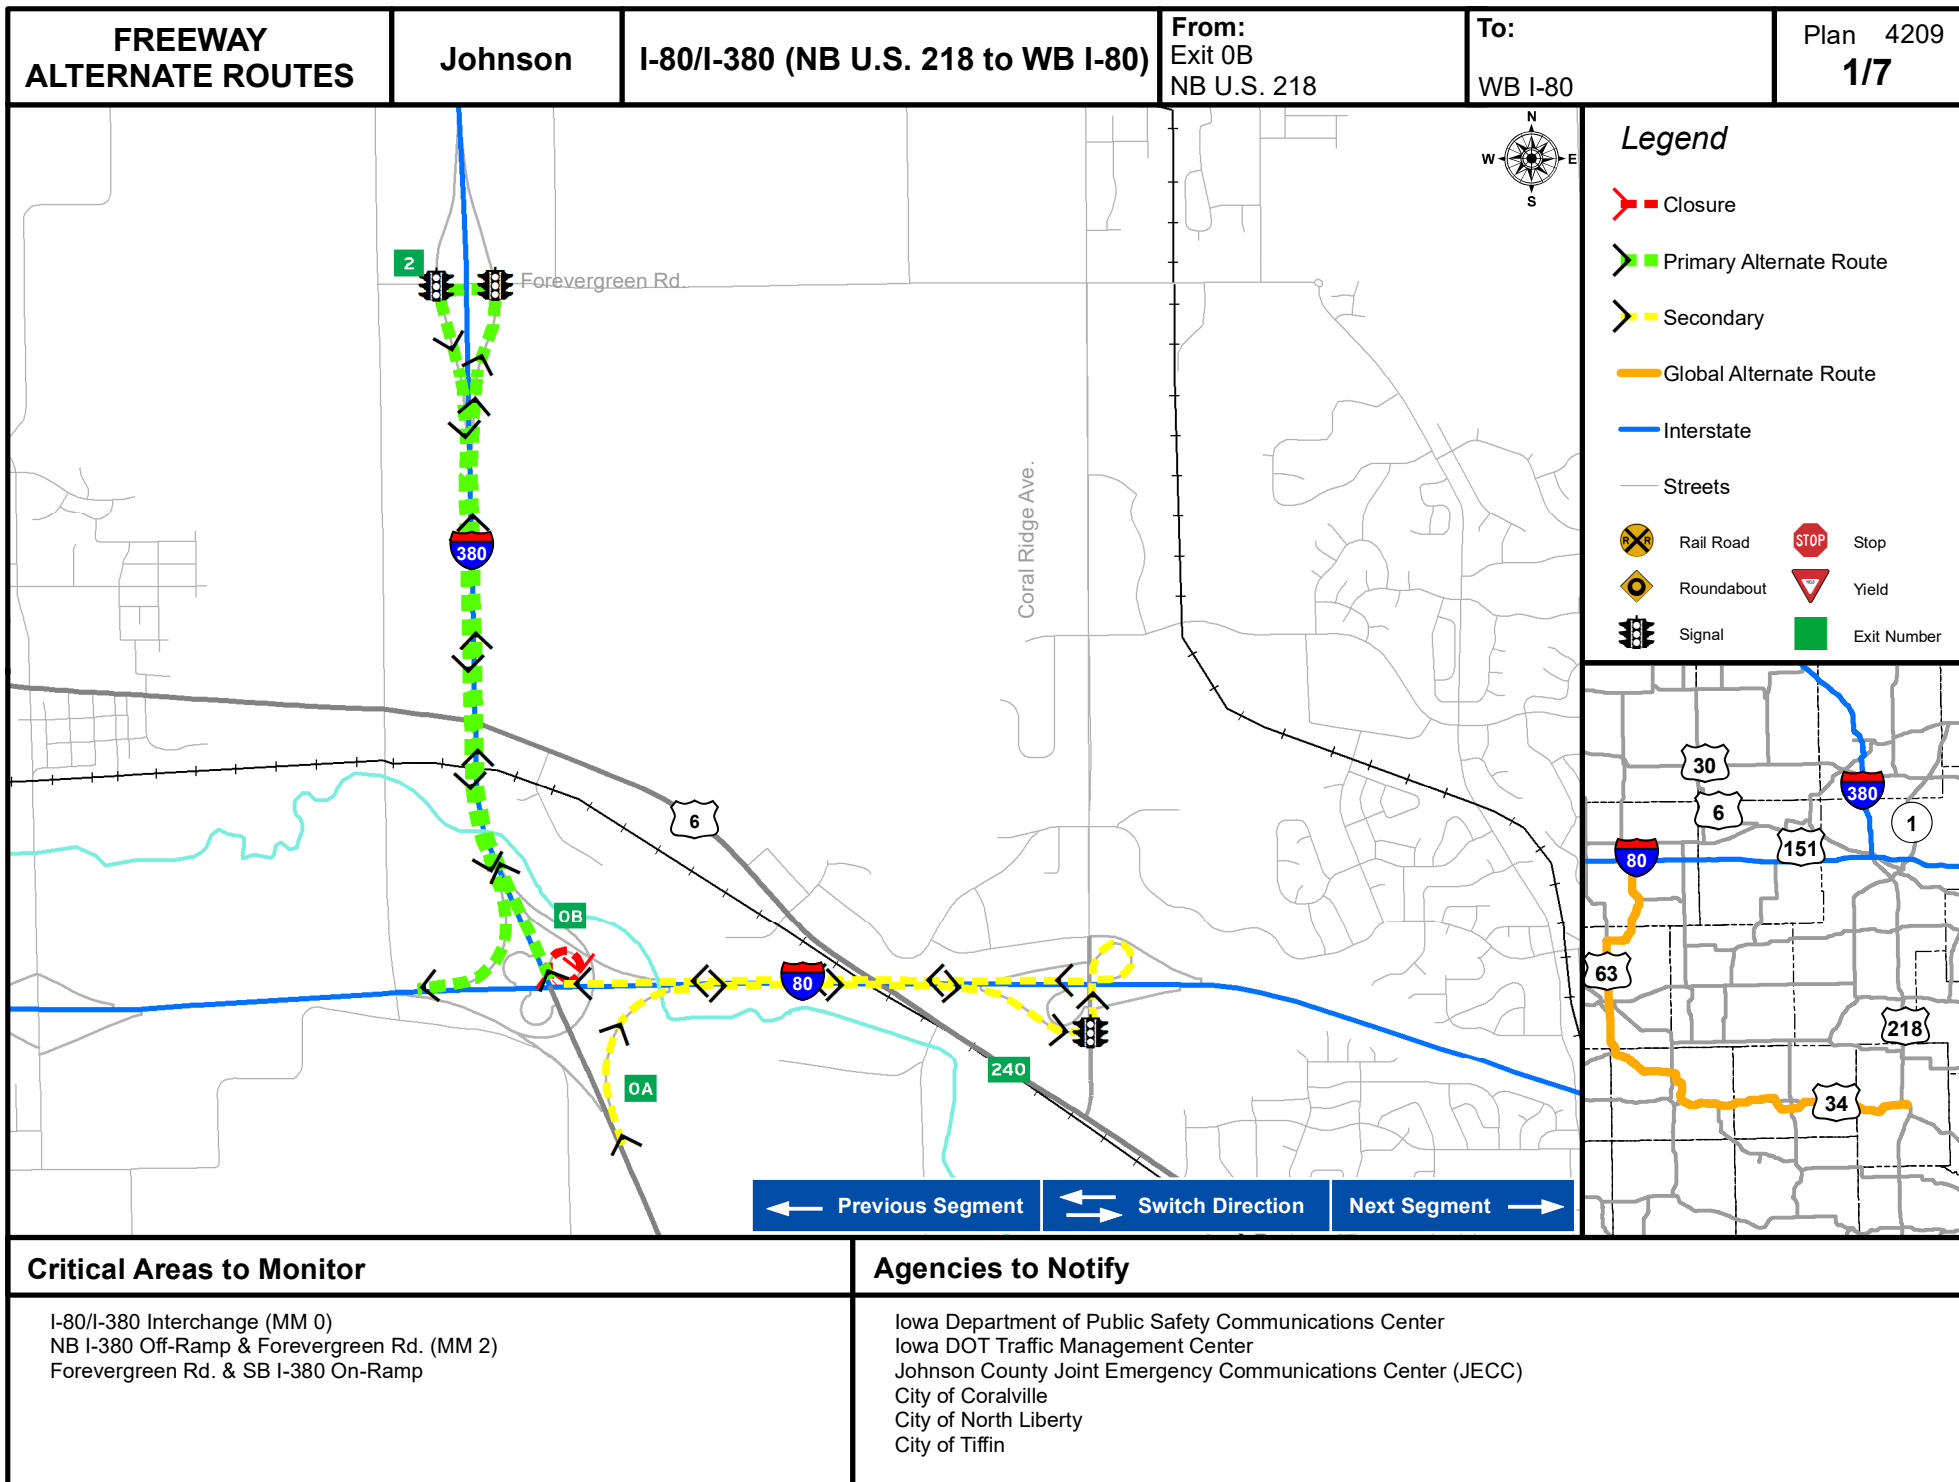 FREEWAY
ALTERNATE ROUTES
Johnson
I-80/I-380 (NB U.S. 218 to WB I-80)
From:
Exit 0B
NB U.S. 218
To:
WB I-80
Plan 4209
1/7
N
W E
S
2
Forevergreen Rd.
380
Coral Ridge Ave.
6
0B
80
0A
240
Previous Segment
Switch Direction
Next Segment
Legend
Closure
Primary Alternate Route
Secondary
Global Alternate Route
Interstate
Streets
R R Rail Road
STOP Stop
Roundabout
YIELD Yield
Signal
Exit Number
30
380
6
1
151
80
63
218
34
Critical Areas to Monitor
I-80/I-380 Interchange (MM 0)
NB I-380 Off-Ramp & Forevergreen Rd. (MM 2)
Forevergreen Rd. & SB I-380 On-Ramp
Agencies to Notify
Iowa Department of Public Safety Communications Center
Iowa DOT Traffic Management Center
Johnson County Joint Emergency Communications Center (JECC)
City of Coralville
City of North Liberty
City of Tiffin